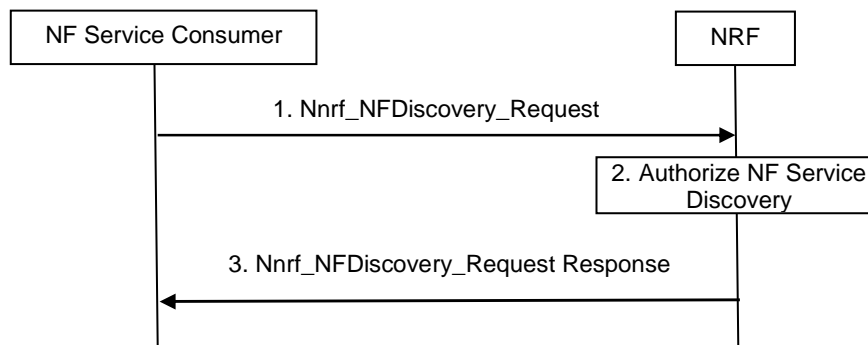 NF Service Consumer
NRF
1. Nnrf_NFDiscovery_Request
2. Authorize NF Service
Discovery
3. Nnrf_NFDiscovery_Request Response